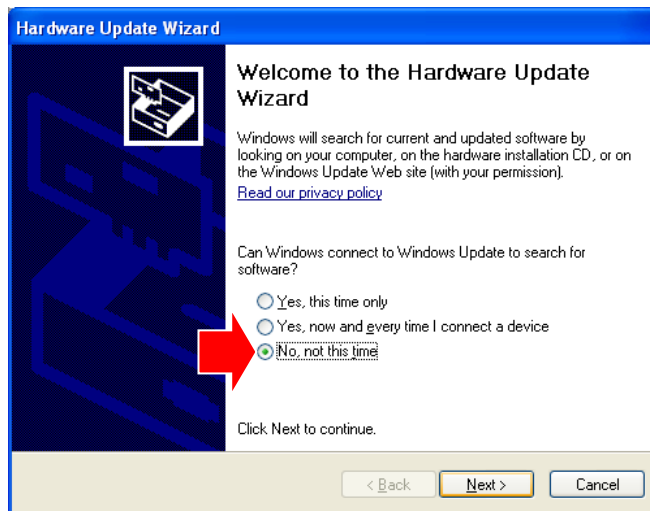 Hardware Update Wizard
Welcome to the Hardware Update
Wizard
Windows will search for current and updated software by
looking on your computer, on the hardware installation CD, or on
the Windows Update Web site (with your permission).
Read our privacy policy
Can Windows connect to Windows Update to search for
software?
Yes, this time only
Yes, now and every time I connect a device
No, not this time
Click Next to continue.
< Back
Next >
Cancel